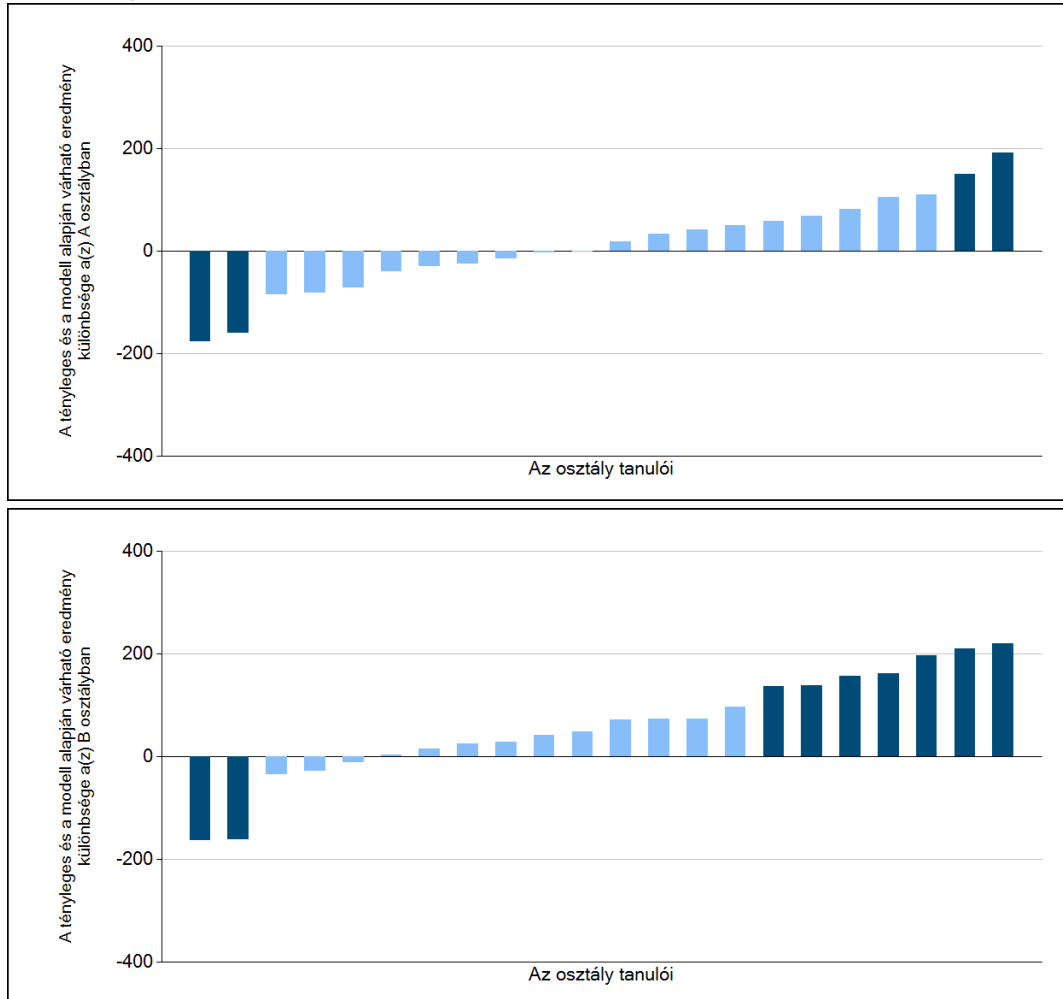 A tényleges és a modell alapján várható eredmény
különbsége a(z) A osztályban
400
200
0
-200
-400
Az osztály tanulói
A tényleges és a modell alapján várható eredmény
különbsége a(z) B osztályban
400
200
0
-200
-400
Az osztály tanulói